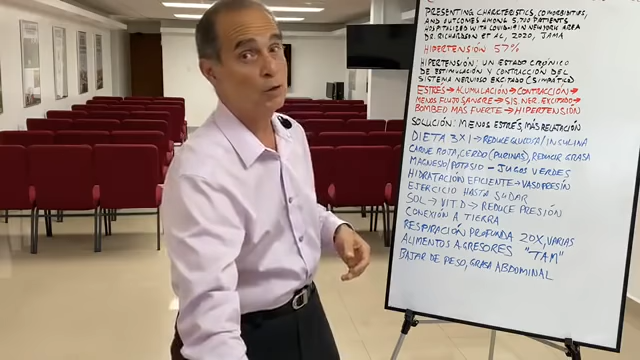 PRESENTING CHARACTERISTICS, COMORBIDITIES,
AND OUTCOMES AMONG 5,700 PATIENTS
HOSPITALIZED WITH COVID-19 IN NEW YORK AREA
DR. RICHARDSON ET AL, 2020, JAMA
HIPERTENSIÓN 57%
HIPERTENSIÓN: UN ESTADO CRÓNICO
DE ESTIMULACIÓN Y CONTRACCIÓN DEL
SISTEMA NERVIOSO EXCITADO (SIMPÁTICO)
ESTRÉS→ACUMULACIÓN→CONTRACCIÓN→
MENOS FLUJO SANGRE→SIS. NER. EXCITADO→
BOMBEO MAS FUERTE→HIPERTENSIÓN
SOLUCIÓN: MENOS ESTRÉS, MÁS RELAJACIÓN
DIETA 3X1→REDUCE GLUCOSA/INSULINA
CARNE ROJA, CERDO (PURINAS), REDUCIR GRASA
MAGNESIO/POTASIO - JUGOS VERDES
HIDRATACIÓN EFICIENTE→VASOPRESÍN
EJERCICIO HASTA SUDAR
SOL→VIT. D→REDUCE PRESIÓN
CONEXIÓN A TIERRA
RESPIRACIÓN PROFUNDA 20X, VARIAS
ALIMENTOS AGRESORES "TAM"
BAJAR DE PESO, GRASA ABDOMINAL